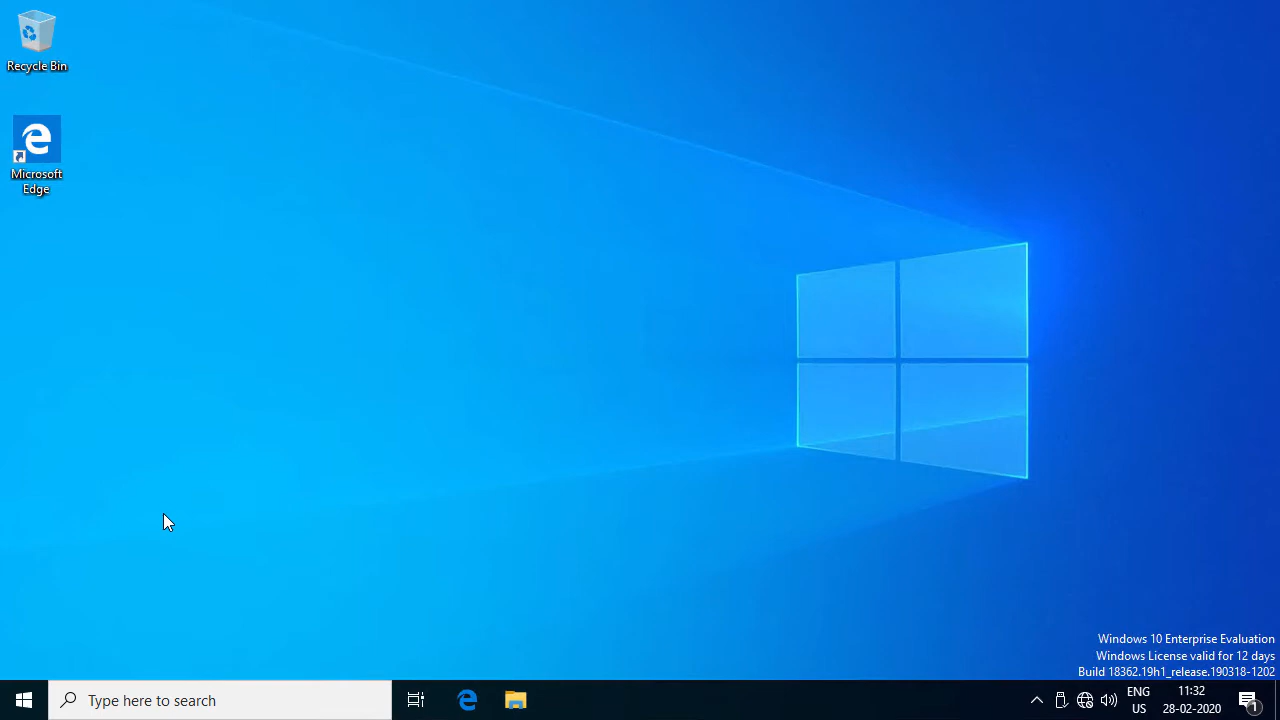 Recycle Bin
Microsoft
Edge
Windows 10 Enterprise Evaluation
Windows License valid for 12 days
Build 18362.19h1_release.190318-1202
Type here to search
ENG
US
11:32
28-02-2020
1